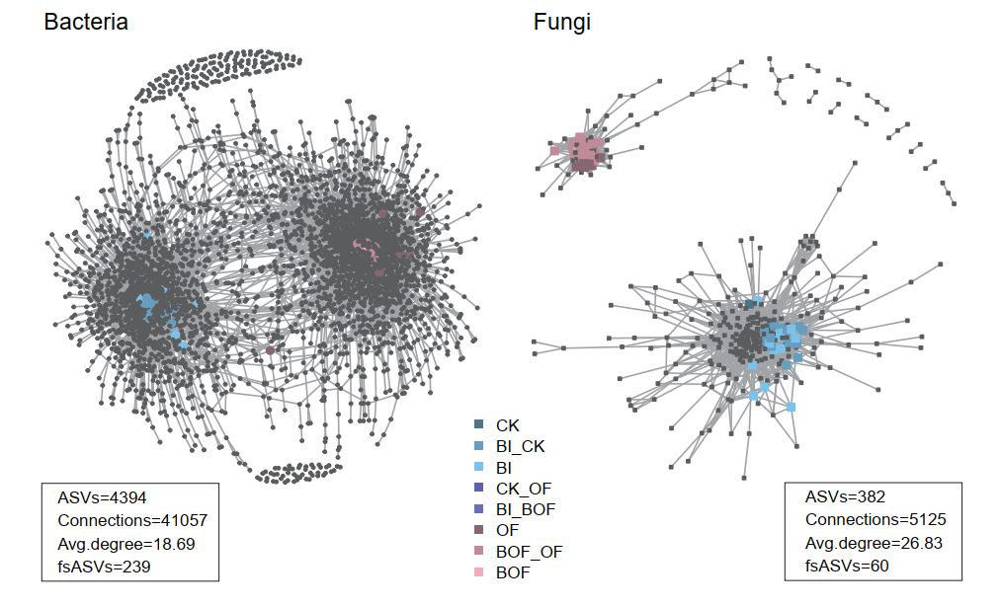 Bacteria
Fungi
CK
BI_CK
BI
CK_OF
BI_BOF
OF
BOF_OF
BOF
ASVs=4394
Connections=41057
Avg.degree=18.69
fsASVs=239
ASVs=382
Connections=5125
Avg.degree=26.83
fsASVs=60